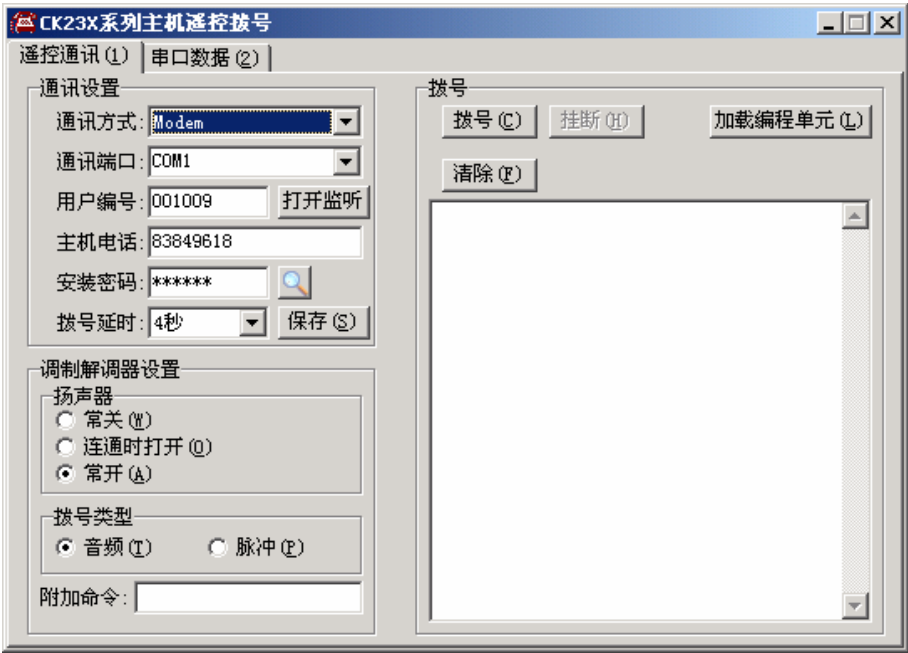 CK23X系列主机遥控拨号
遥控通讯(1) 串口数据(2)
通讯设置
通讯方式: Modem
通讯端口: COM1
用户编号: 001009 打开监听
主机电话: 83849618
安装密码: ******
拨号延时: 4秒 保存(S)
调制解调器设置
扬声器
常关(W)
连通时打开(O)
常开(A)
拨号类型
音频(T) 脉冲(P)
附加命令:
拨号
拨号(C) 挂断(H) 加载编程单元(L)
清除(F)